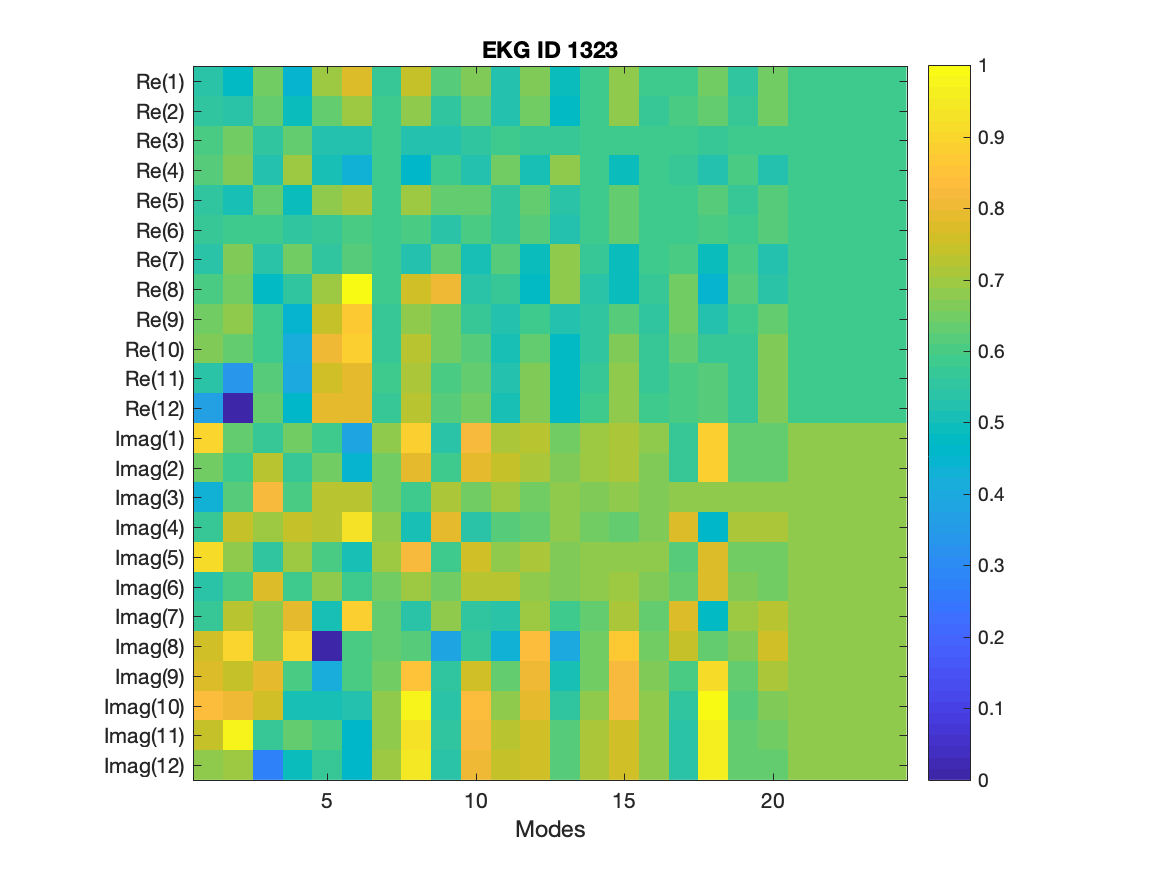 EKG ID 1323
Re(1)
Re(2)
Re(3)
Re(4)
Re(5)
Re(6)
Re(7)
Re(8)
Re(9)
Re(10)
Re(11)
Re(12)
Imag(1)
Imag(2)
Imag(3)
Imag(4)
Imag(5)
Imag(6)
Imag(7)
Imag(8)
Imag(9)
Imag(10)
Imag(11)
Imag(12)
5 10 15 20
Modes
1
0.9
0.8
0.7
0.6
0.5
0.4
0.3
0.2
0.1
0